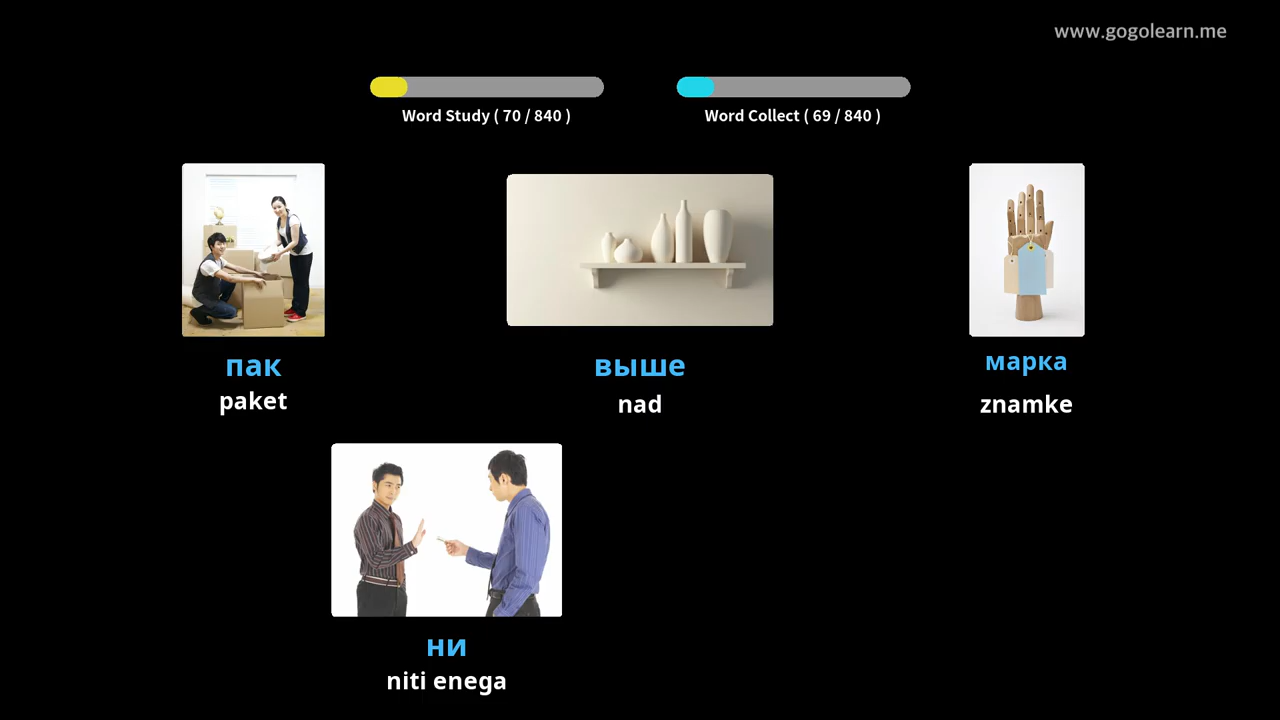 www.gogolearn.me
Word Study ( 70 / 840 )
Word Collect ( 69 / 840 )
пак
paket
выше
nad
марка
znamke
ни
niti enega